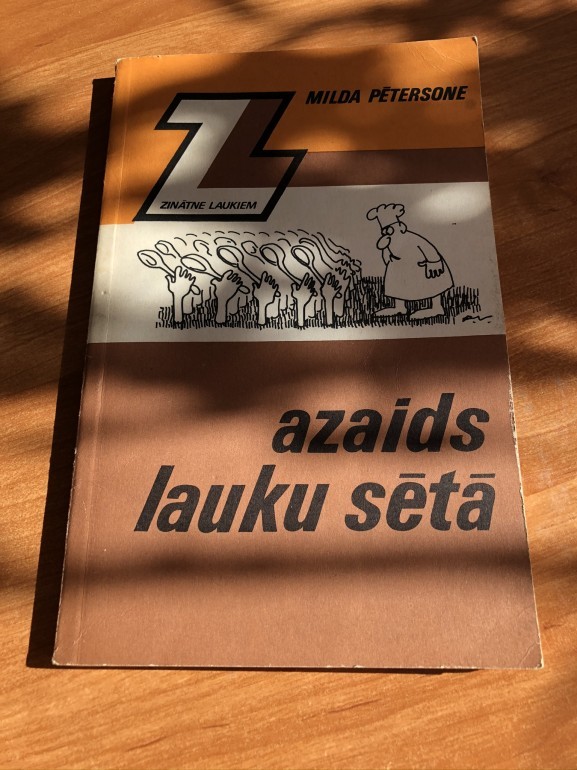 MILDA PĒTERSONE
Z
ZINĀTNE LAUKIEM
azaids
lauku sētā